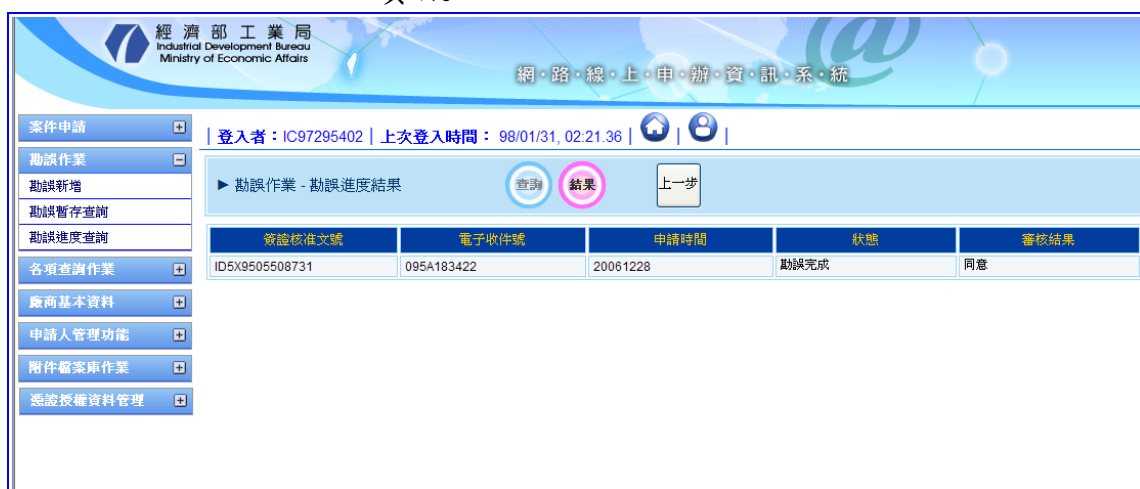 經濟部工業局
Industrial Development Bureau
Ministry of Economic Affairs
網・路・線・上・申・辦・資・訊・系・統
案件申請
| 登入者：IC97295402 | 上次登入時間： 98/01/31, 02:21.36 | |
勘誤作業
勘誤新增
勘誤暫存查詢
勘誤進度查詢
各項查詢作業
廠商基本資料
申請人管理功能
附件檔案庫作業
憑證授權資料管理
► 勘誤作業 - 勘誤進度結果
查詢
結果
上一步
簽證核准文號 電子收件號 申請時間 狀態 審核結果
ID5X9505508731 095A183422 20061228 勘誤完成 同意